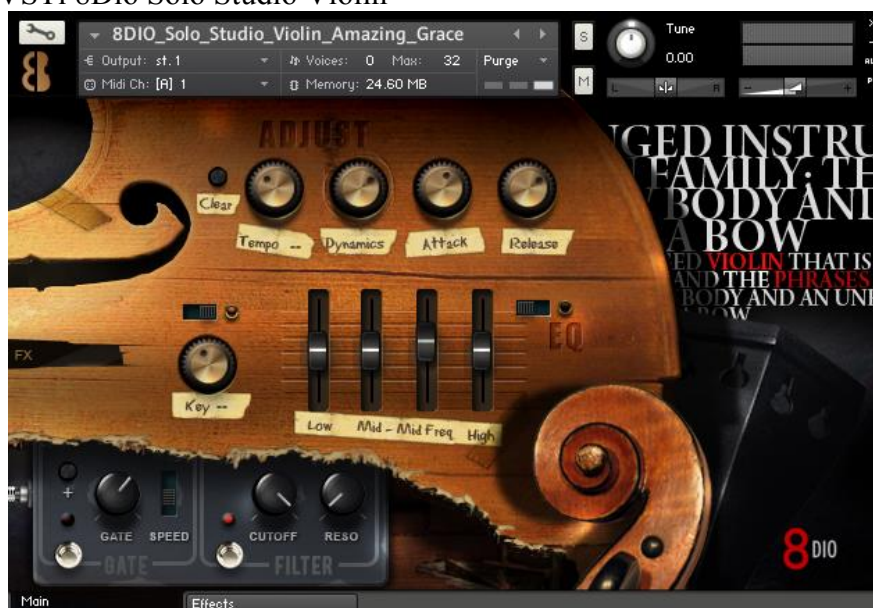 VSTi 8Dio Solo Studio Violin
8DIO_Solo_Studio_Violin_Amazing_Grace
Output: st.1 Voices: 0 Max: 32 Purge
Midi Ch: [A] 1 Memory: 24.60 MB
S
M
Tune
0.00
L R - +
ADJUST
Clear
Tempo -- Dynamics Attack Release
GED INSTRU
FAMILY: TH
BODY AND
A BOW
ED VIOLIN THAT IS
AND THE PHRASES
BODY AND AN UN
A BOW
EQ
FX
Key --
Low Mid - Mid Freq High
+
GATE SPEED CUTOFF RESO
GATE FILTER
8DIO
Main Effects